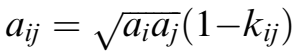 $a_{ij} = \sqrt{a_i a_j}(1-k_{ij})$